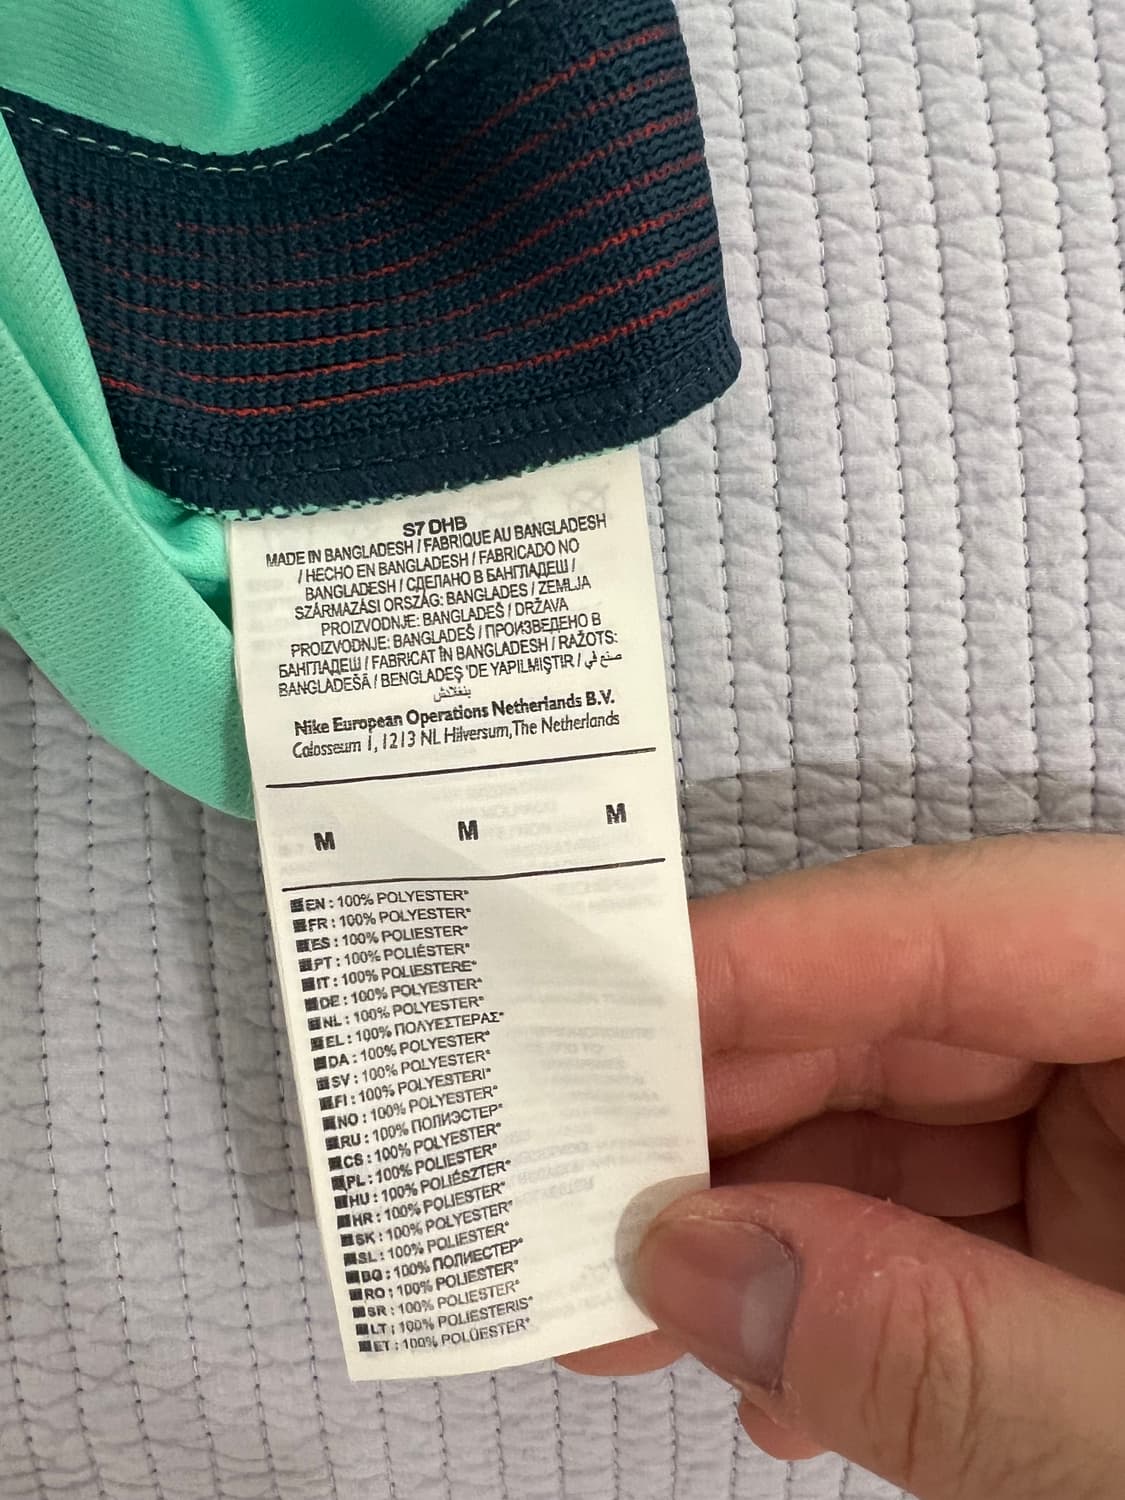 S7 DHB
MADE IN BANGLADESH / FABRIQUE AU BANGLADESH
/ HECHO EN BANGLADESH / FABRICADO NO
BANGLADESH / СДЕЛАНО В БАНГЛАДЕШ /
SZÁRMAZÁSI ORSZÁG: BANGLADES / ZEMLJA
PROIZVODNJE: BANGLADEŠ / DRŽAVA
PROIZVODNJE: BANGLADEŠ / ПРОИЗВЕДЕНО В
БАНГЛАДЕШ / FABRICAT ÎN BANGLADESH / RAŽOTS:
BANGLADEŠĀ / BENGLADEŞ 'DE YAPILMIŞTIR / صنع في
بنغلادش
Nike European Operations Netherlands B.V.
Colosseum 1, 1213 NL Hilversum, The Netherlands
M M M
EN : 100% POLYESTER*
FR : 100% POLYESTER*
ES : 100% POLIESTER*
PT : 100% POLIÉSTER*
IT : 100% POLIESTERE*
DE : 100% POLYESTER*
NL : 100% POLYESTER*
EL : 100% ΠΟΛΥΕΣΤΕΡΑΣ*
DA : 100% POLYESTER*
SV : 100% POLYESTER*
FI : 100% POLYESTERI*
NO : 100% POLYESTER*
RU : 100% ПОЛИЭСТЕР*
CS : 100% POLYESTER*
PL : 100% POLIESTER*
HU : 100% POLIÉSZTER*
HR : 100% POLIESTER*
SK : 100% POLYESTER*
SL : 100% POLIESTER*
BG : 100% ПОЛИЕСТЕР*
RO : 100% POLIESTER*
SR : 100% POLIESTER*
LT : 100% POLIESTERIS*
ET : 100% POLÜESTER*